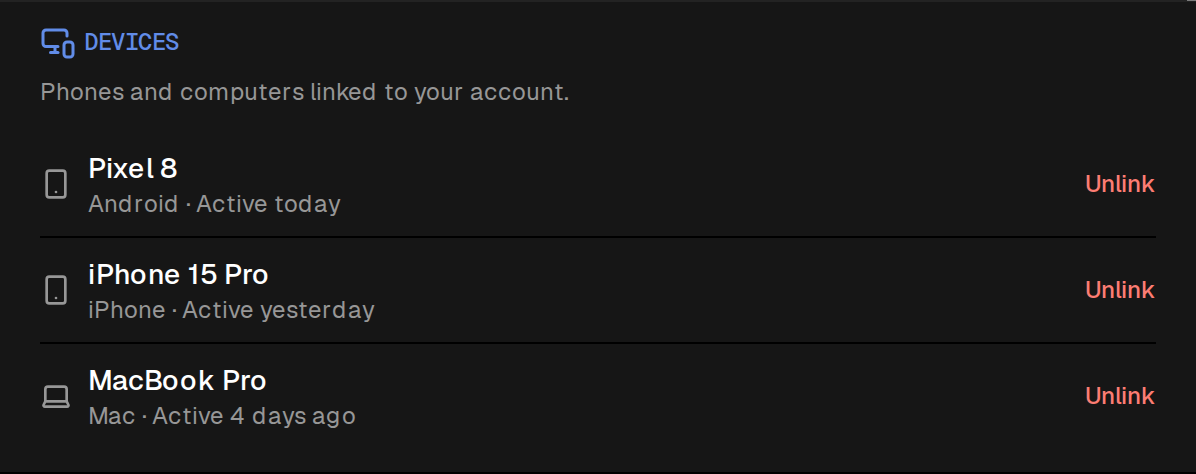 DEVICES
Phones and computers linked to your account.
Pixel 8
Android · Active today
Unlink
iPhone 15 Pro
iPhone · Active yesterday
Unlink
MacBook Pro
Mac · Active 4 days ago
Unlink